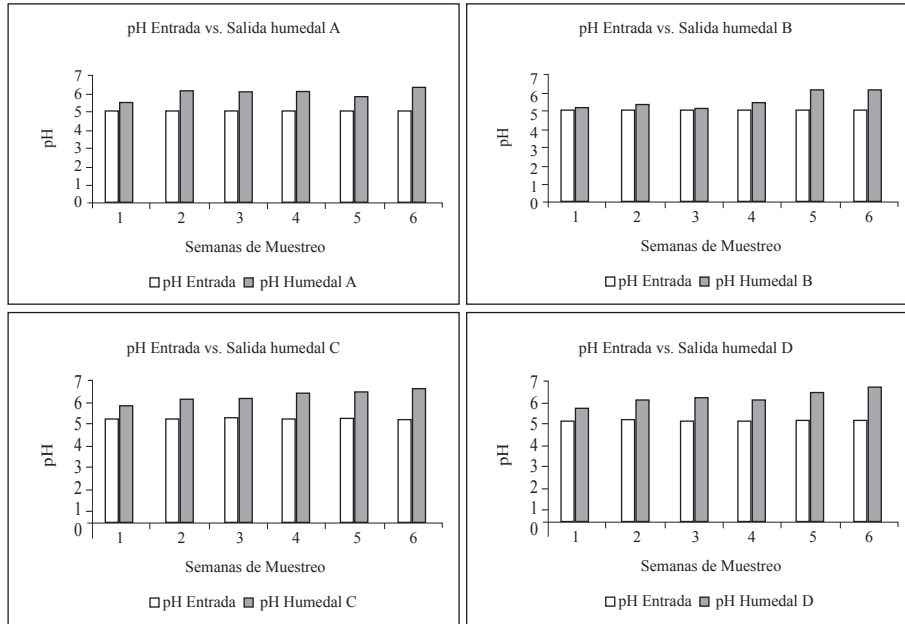 pH Entrada vs. Salida humedal A
7
6
5
4
3
2
1
0
pH
1 2 3 4 5 6
Semanas de Muestreo
pH Entrada pH Humedal A
pH Entrada vs. Salida humedal B
7
6
5
4
3
2
1
0
pH
1 2 3 4 5 6
Semanas de Muestreo
pH Entrada pH Humedal B
pH Entrada vs. Salida humedal C
7
6
5
4
3
2
1
0
pH
1 2 3 4 5 6
Semanas de Muestreo
pH Entrada pH Humedal C
pH Entrada vs. Salida humedal D
7
6
5
4
3
2
1
0
pH
1 2 3 4 5 6
Semanas de Muestreo
pH Entrada pH Humedal D